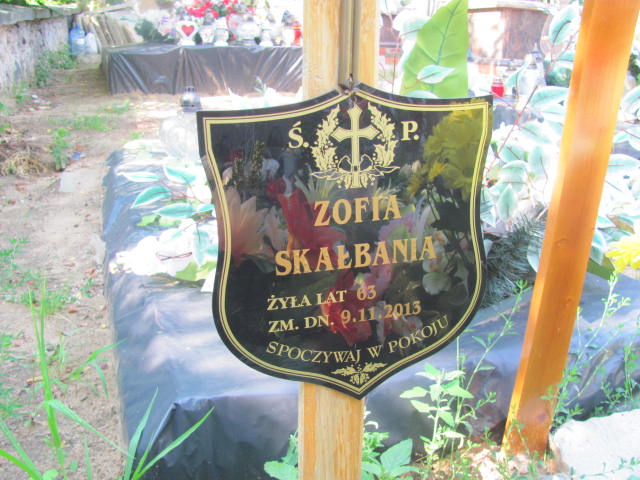 Ś. P.
ZOFIA
SKAŁBANIA
ŻYŁA LAT 63
ZM. DN. 9.11.2013
SPOCZYWAJ W POKOJU